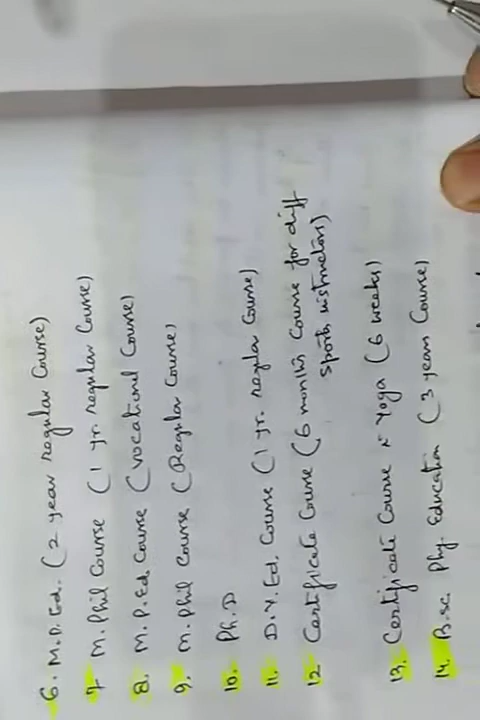 6. M.P.Ed. (2 year regular Course)
7 M.Phil Course (1 yr. regular Course)
8. M.P.Ed. Course (Vocational Course)
9. M.Phil Course (Regular Course)
10. Ph.D
11. D.Y.Ed. Course (1 yr. regular Course)
12 Certificate Course (6 months Course for diff
sports instructors)
13. Certificate Course in Yoga (6 weeks)
14. B.sc. Phy. Education (3 years Course)